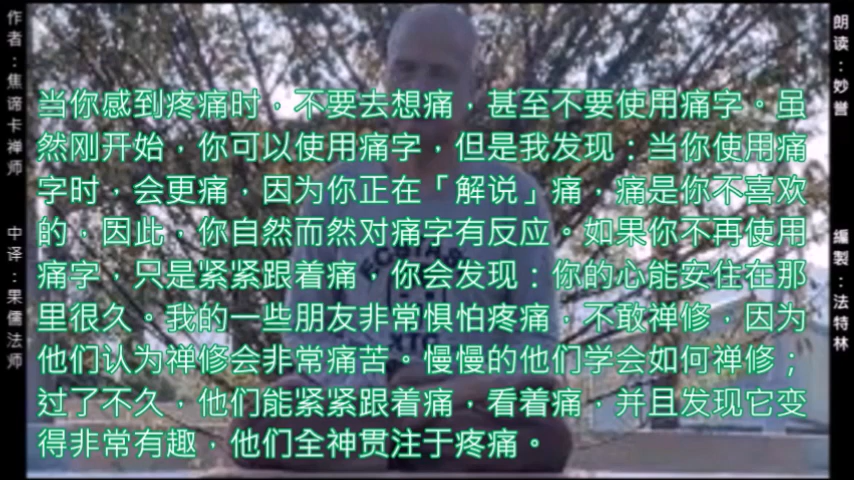 作者：焦谛卡禅师
中译：果儒法师
当你感到疼痛时，不要去想痛，甚至不要使用痛字。虽
然刚开始，你可以使用痛字，但是我发现：当你使用痛
字时，会更痛，因为你正在「解说」痛，痛是你不喜欢
的，因此，你自然而然对痛字有反应。如果你不再使用
痛字，只是紧紧跟着痛，你会发现：你的心能安住在那
里很久。我的一些朋友非常惧怕疼痛，不敢禅修，因为
他们认为禅修会非常痛苦。慢慢的他们学会如何禅修；
过了不久，他们能紧紧跟着痛，看着痛，并且发现它变
得非常有趣，他们全神贯注于疼痛。
朗读：妙誉
編製：法特林